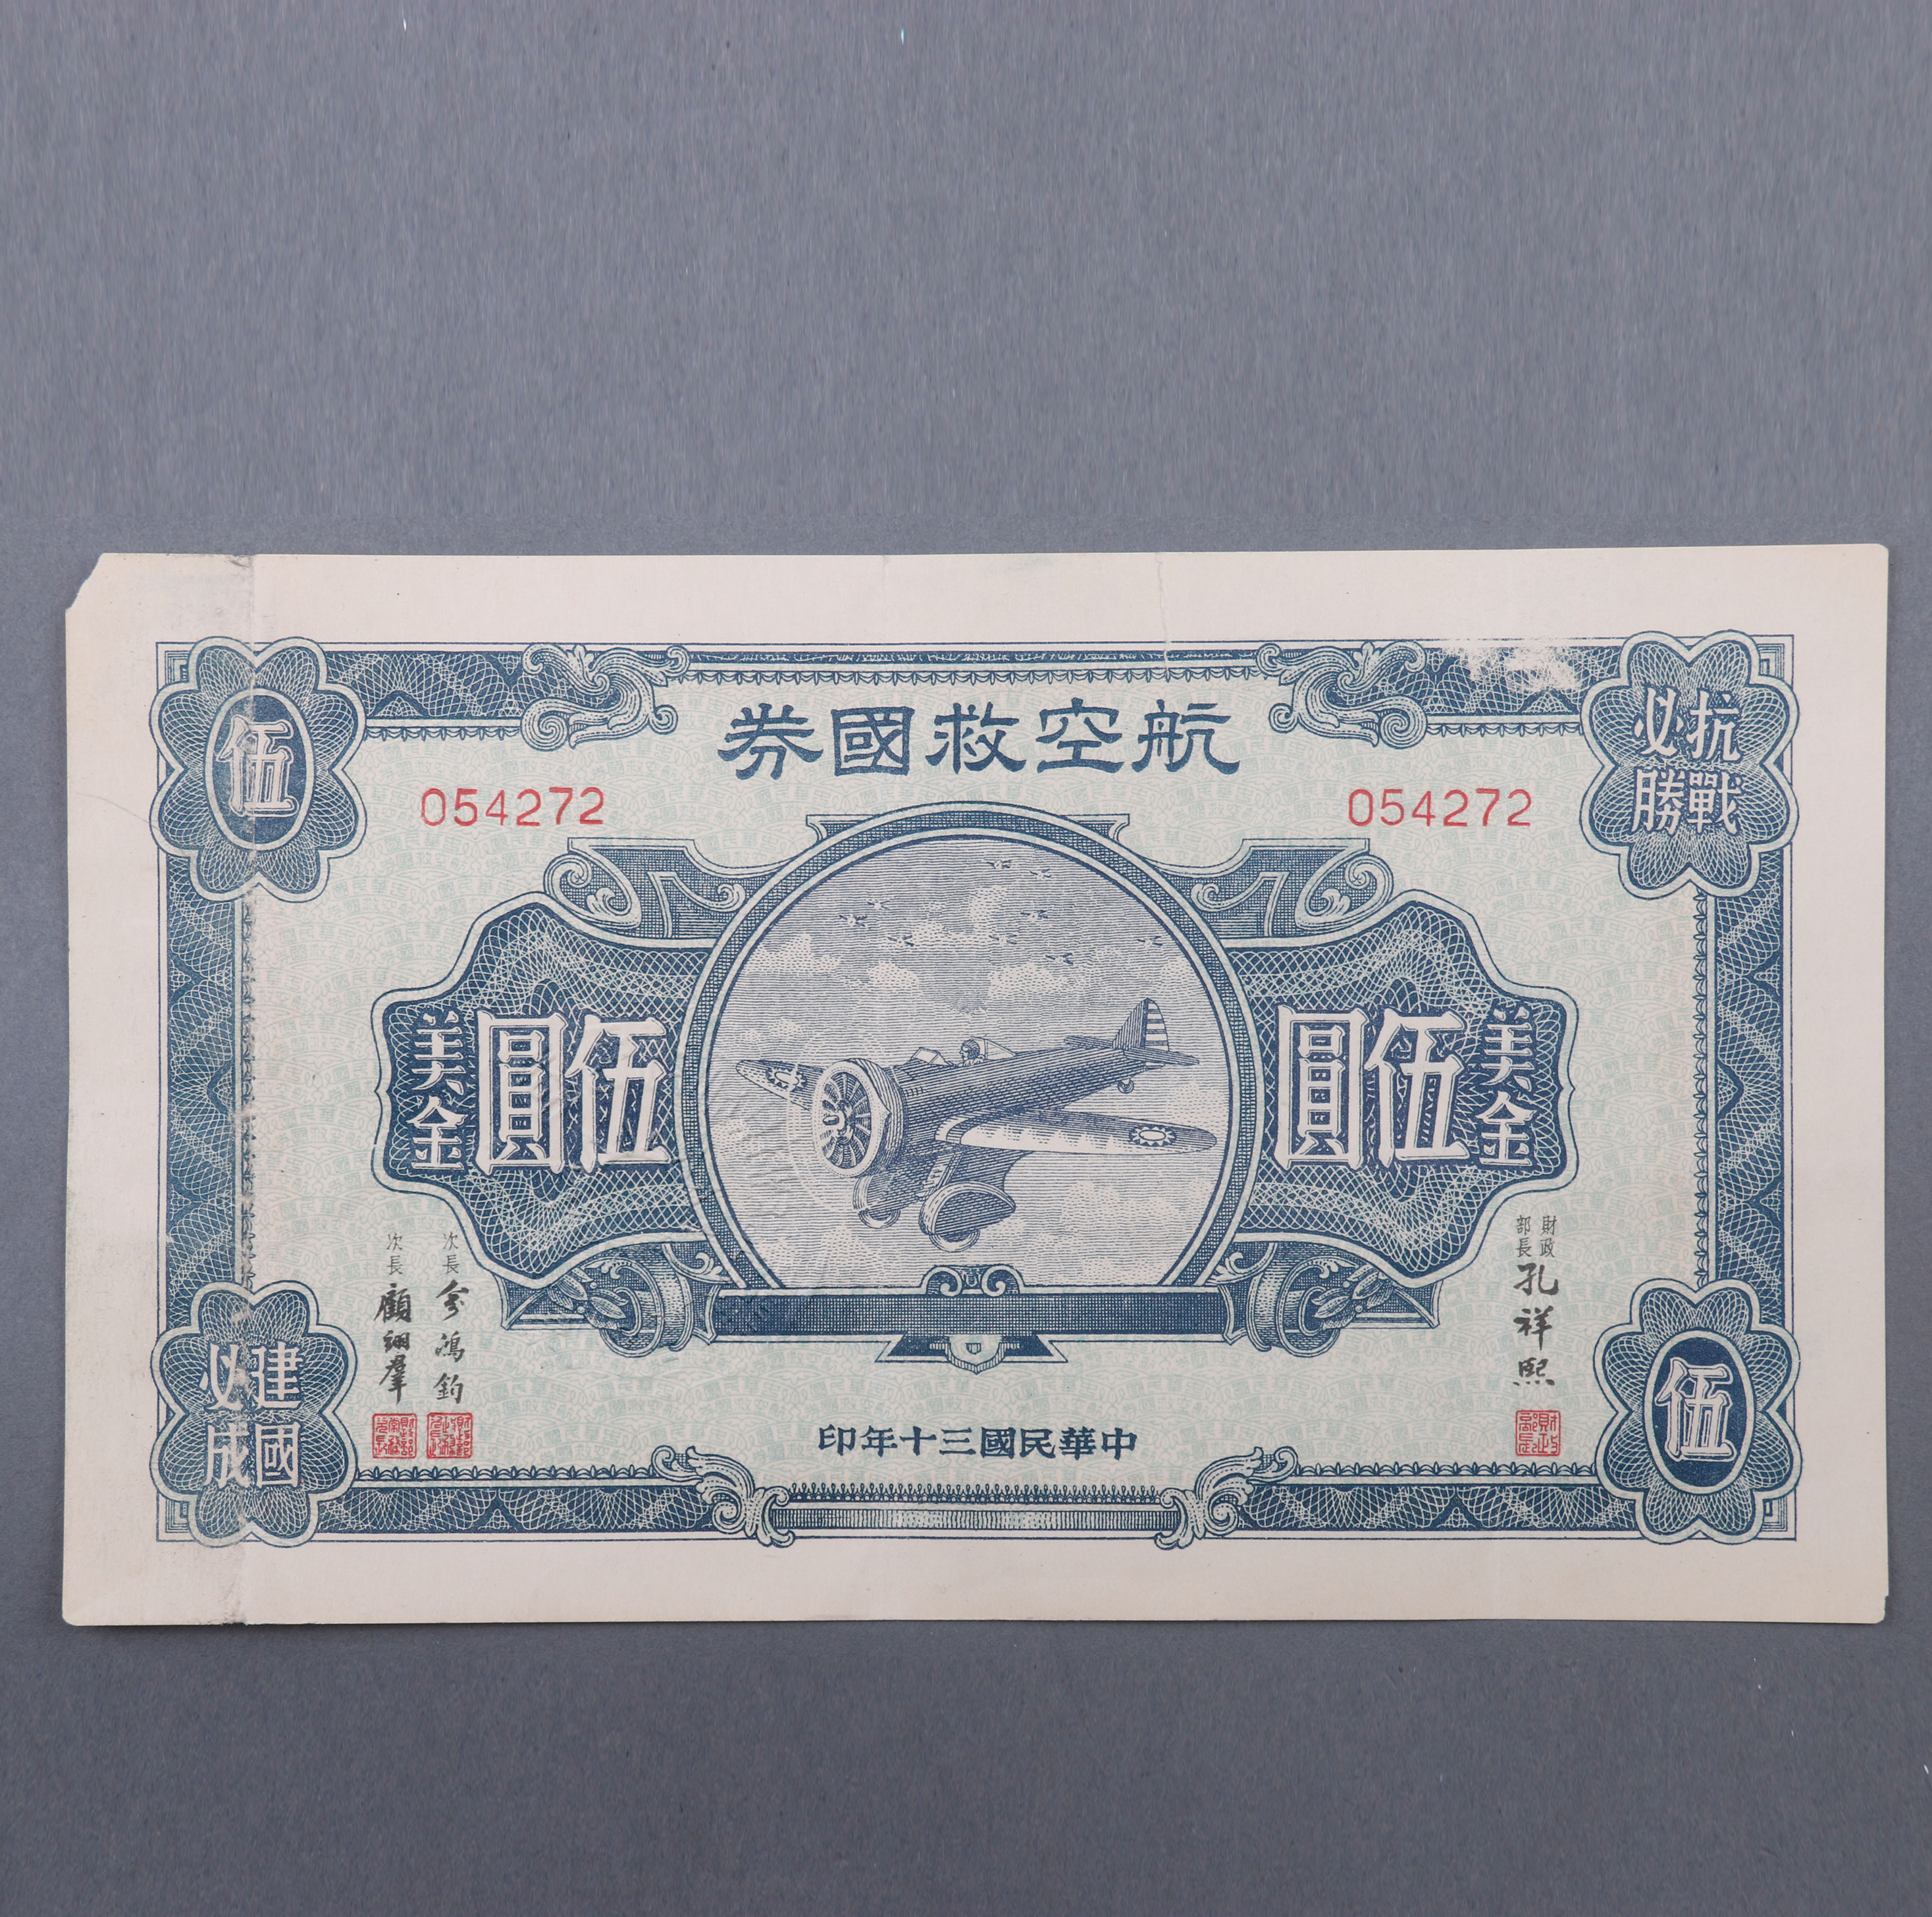 航空救國券
054272
054272
伍
抗戰
必勝
美金
伍圓
美金
伍圓
財政
部長
孔祥熙
次長
俞鴻鈞
次長
顧翊羣
建國
必成
伍
中華民國三十年印